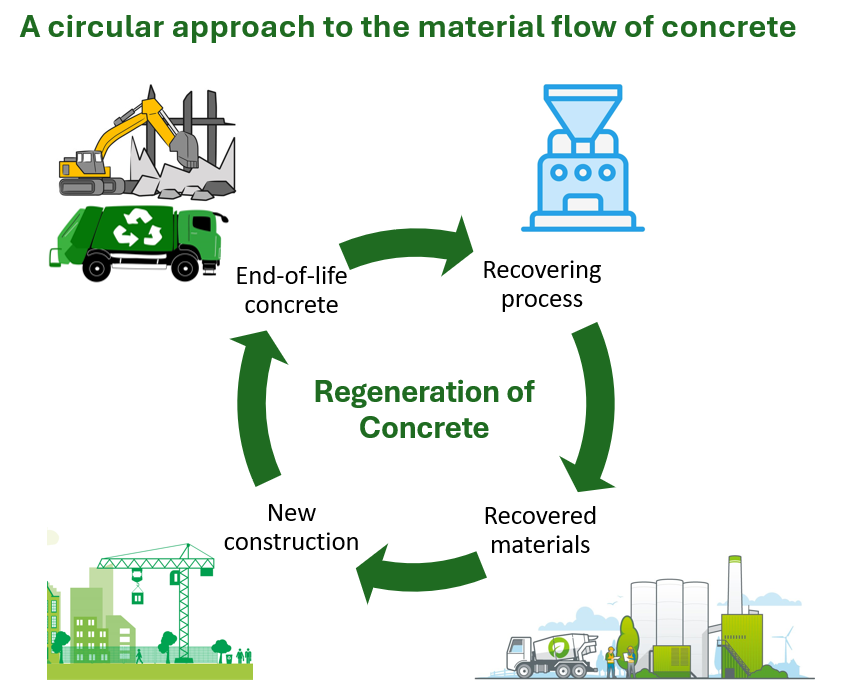 A circular approach to the material flow of concrete
End-of-life
concrete
Recovering
process
Regeneration of
Concrete
New
construction
Recovered
materials